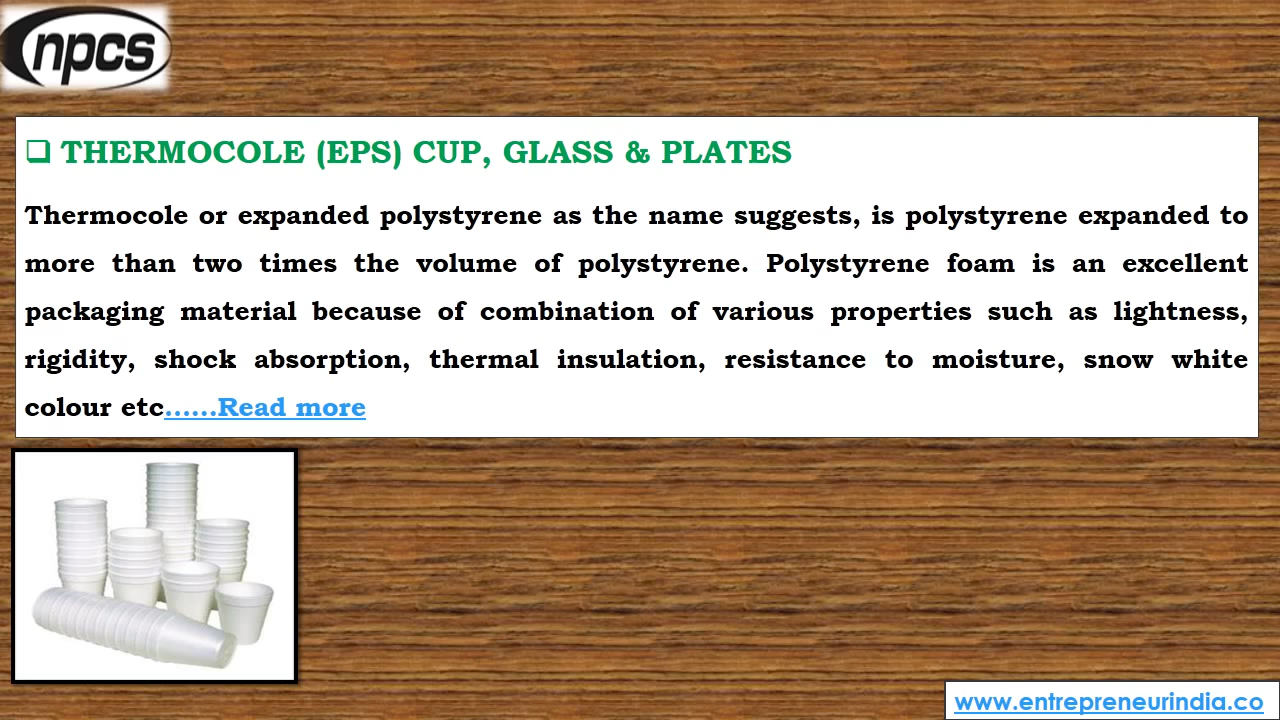 npcs
❑ THERMOCOLE (EPS) CUP, GLASS & PLATES
Thermocole or expanded polystyrene as the name suggests, is polystyrene expanded to
more than two times the volume of polystyrene. Polystyrene foam is an excellent
packaging material because of combination of various properties such as lightness,
rigidity, shock absorption, thermal insulation, resistance to moisture, snow white
colour etc......Read more
www.entrepreneurindia.co